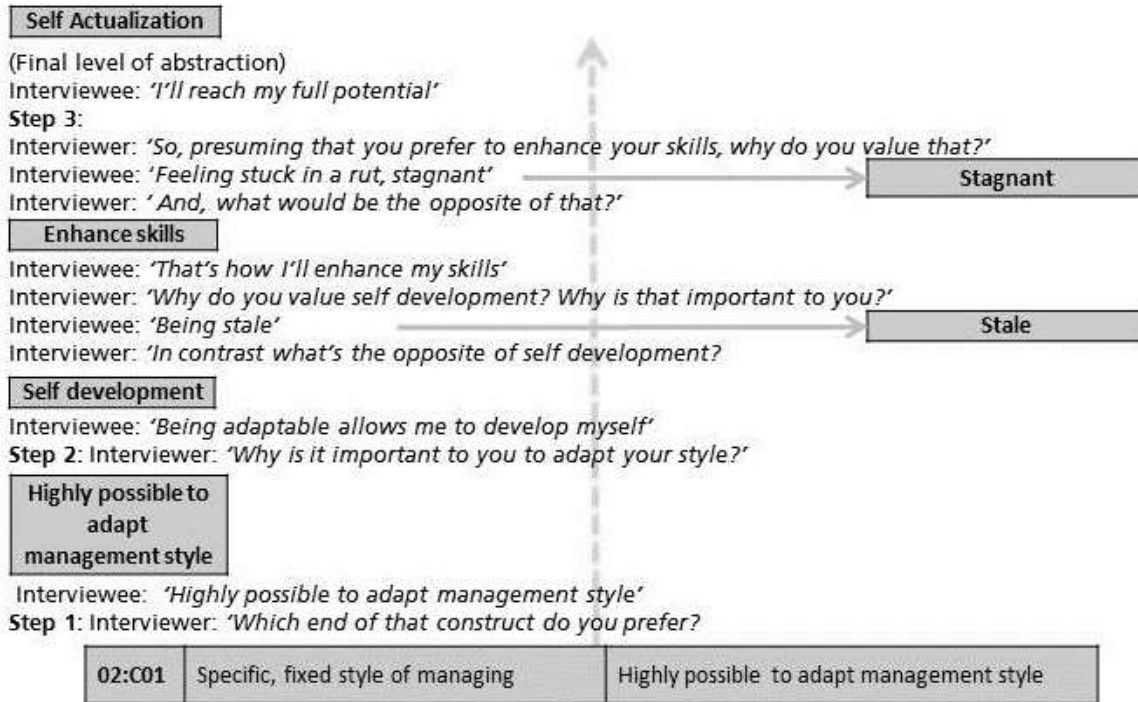 Self Actualization
(Final level of abstraction)
Interviewee: ‘I’ll reach my full potential’
Step 3:
Interviewer: ‘So, presuming that you prefer to enhance your skills, why do you value that?’
Interviewee: ‘Feeling stuck in a rut, stagnant’
Stagnant
Interviewer: ‘ And, what would be the opposite of that?’
Enhance skills
Interviewee: ‘That’s how I’ll enhance my skills’
Interviewer: ‘Why do you value self development? Why is that important to you?’
Interviewee: ‘Being stale’
Stale
Interviewer: ‘In contrast what’s the opposite of self development?
Self development
Interviewee: ‘Being adaptable allows me to develop myself’
Step 2: Interviewer: ‘Why is it important to you to adapt your style?’
Highly possible to
adapt
management style
Interviewee: ‘Highly possible to adapt management style’
Step 1: Interviewer: ‘Which end of that construct do you prefer?
02:C01 Specific, fixed style of managing Highly possible to adapt management style